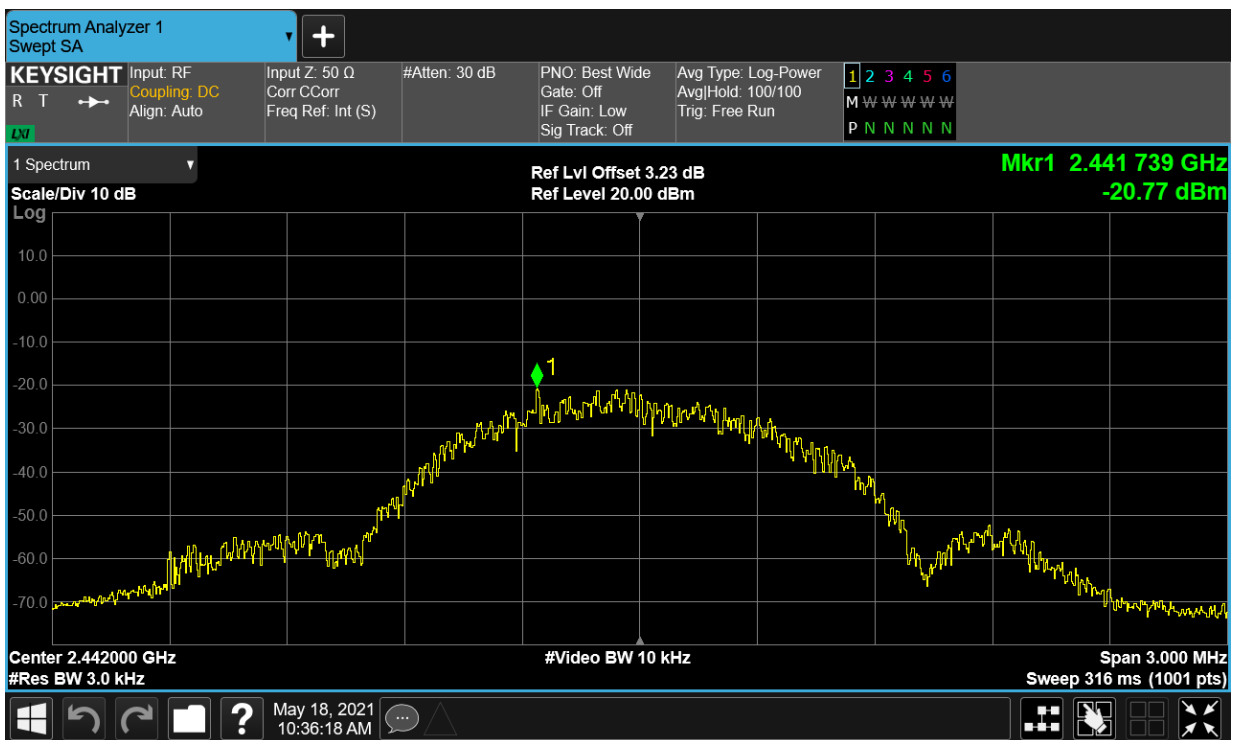 Spectrum Analyzer 1
Swept SA
KEYSIGHT
R T
LXI
Input: RF
Coupling: DC
Align: Auto
Input Z: 50 Ω
Corr CCorr
Freq Ref: Int (S)
#Atten: 30 dB
PNO: Best Wide
Gate: Off
IF Gain: Low
Sig Track: Off
Avg Type: Log-Power
Avg|Hold: 100/100
Trig: Free Run
1 2 3 4 5 6
M W W W W W
P N N N N N
1 Spectrum
Scale/Div 10 dB
Log
Ref Lvl Offset 3.23 dB
Ref Level 20.00 dBm
Mkr1 2.441 739 GHz
-20.77 dBm
10.0
0.00
-10.0
1
-20.0
-30.0
-40.0
-50.0
-60.0
-70.0
Center 2.442000 GHz
#Video BW 10 kHz
Span 3.000 MHz
#Res BW 3.0 kHz
Sweep 316 ms (1001 pts)
?
May 18, 2021
10:36:18 AM